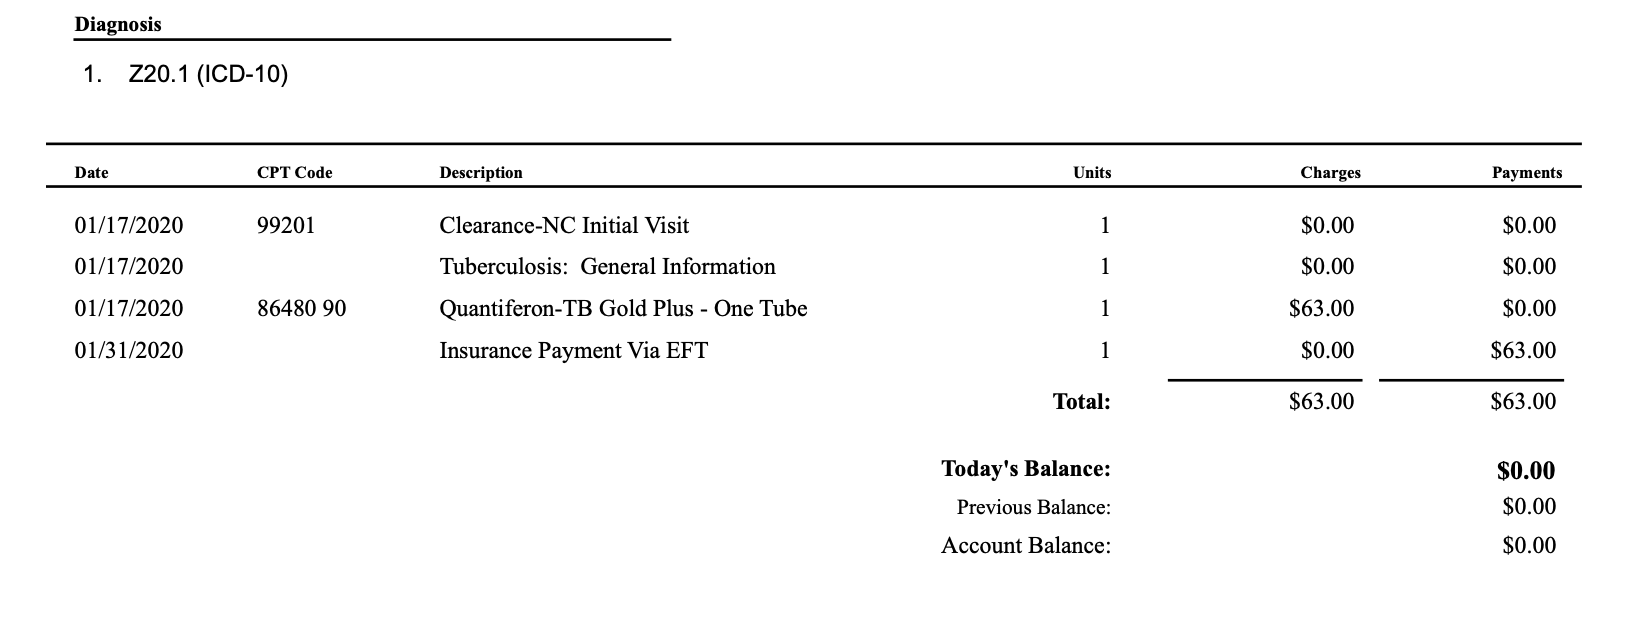 Diagnosis
1. Z20.1 (ICD-10)
Date CPT Code Description Units Charges Payments
01/17/2020 99201 Clearance-NC Initial Visit 1 $0.00 $0.00
01/17/2020 Tuberculosis: General Information 1 $0.00 $0.00
01/17/2020 86480 90 Quantiferon-TB Gold Plus - One Tube 1 $63.00 $0.00
01/31/2020 Insurance Payment Via EFT 1 $0.00 $63.00
Total: $63.00 $63.00
Today's Balance: $0.00
Previous Balance: $0.00
Account Balance: $0.00